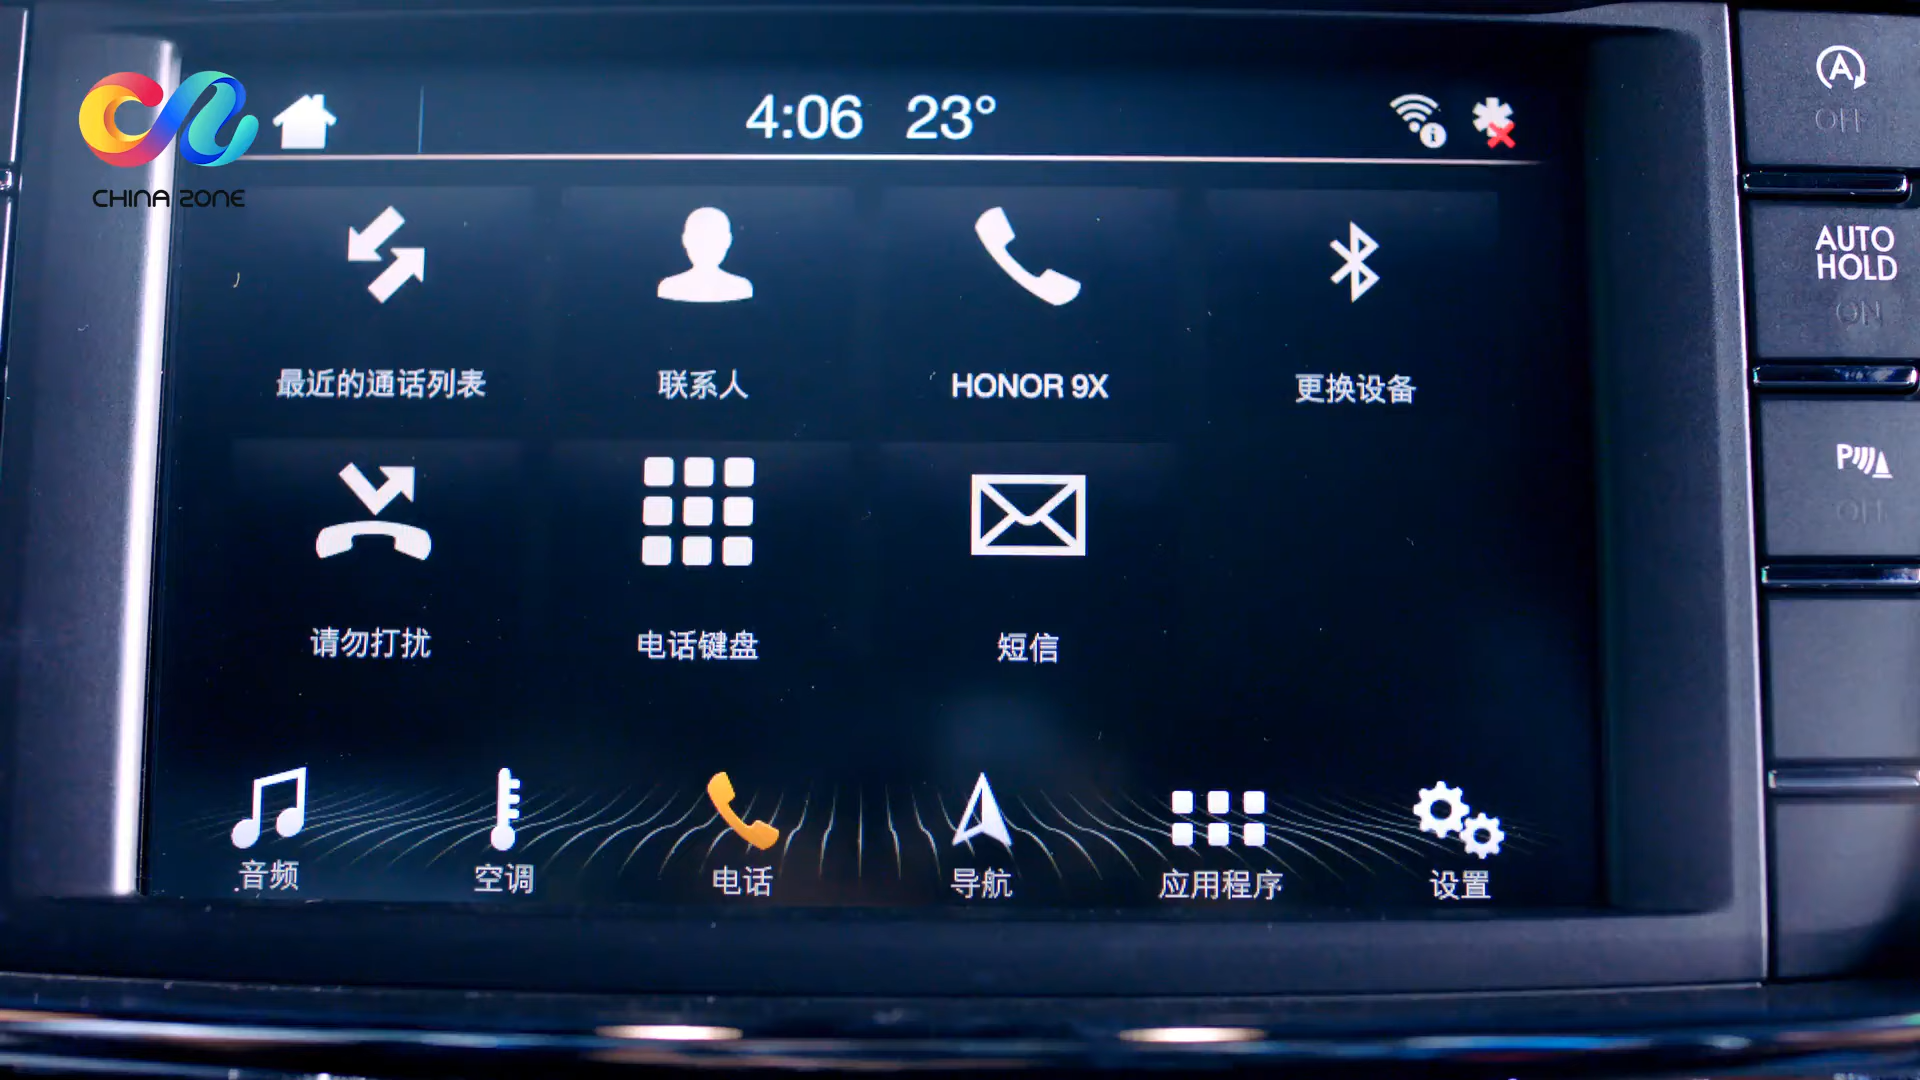 CHINA ZONE
4:06 23°
最近的通话列表
联系人
HONOR 9X
更换设备
请勿打扰
电话键盘
短信
音频
空调
电话
导航
应用程序
设置
A
OFF
AUTO
HOLD
ON
P
OFF